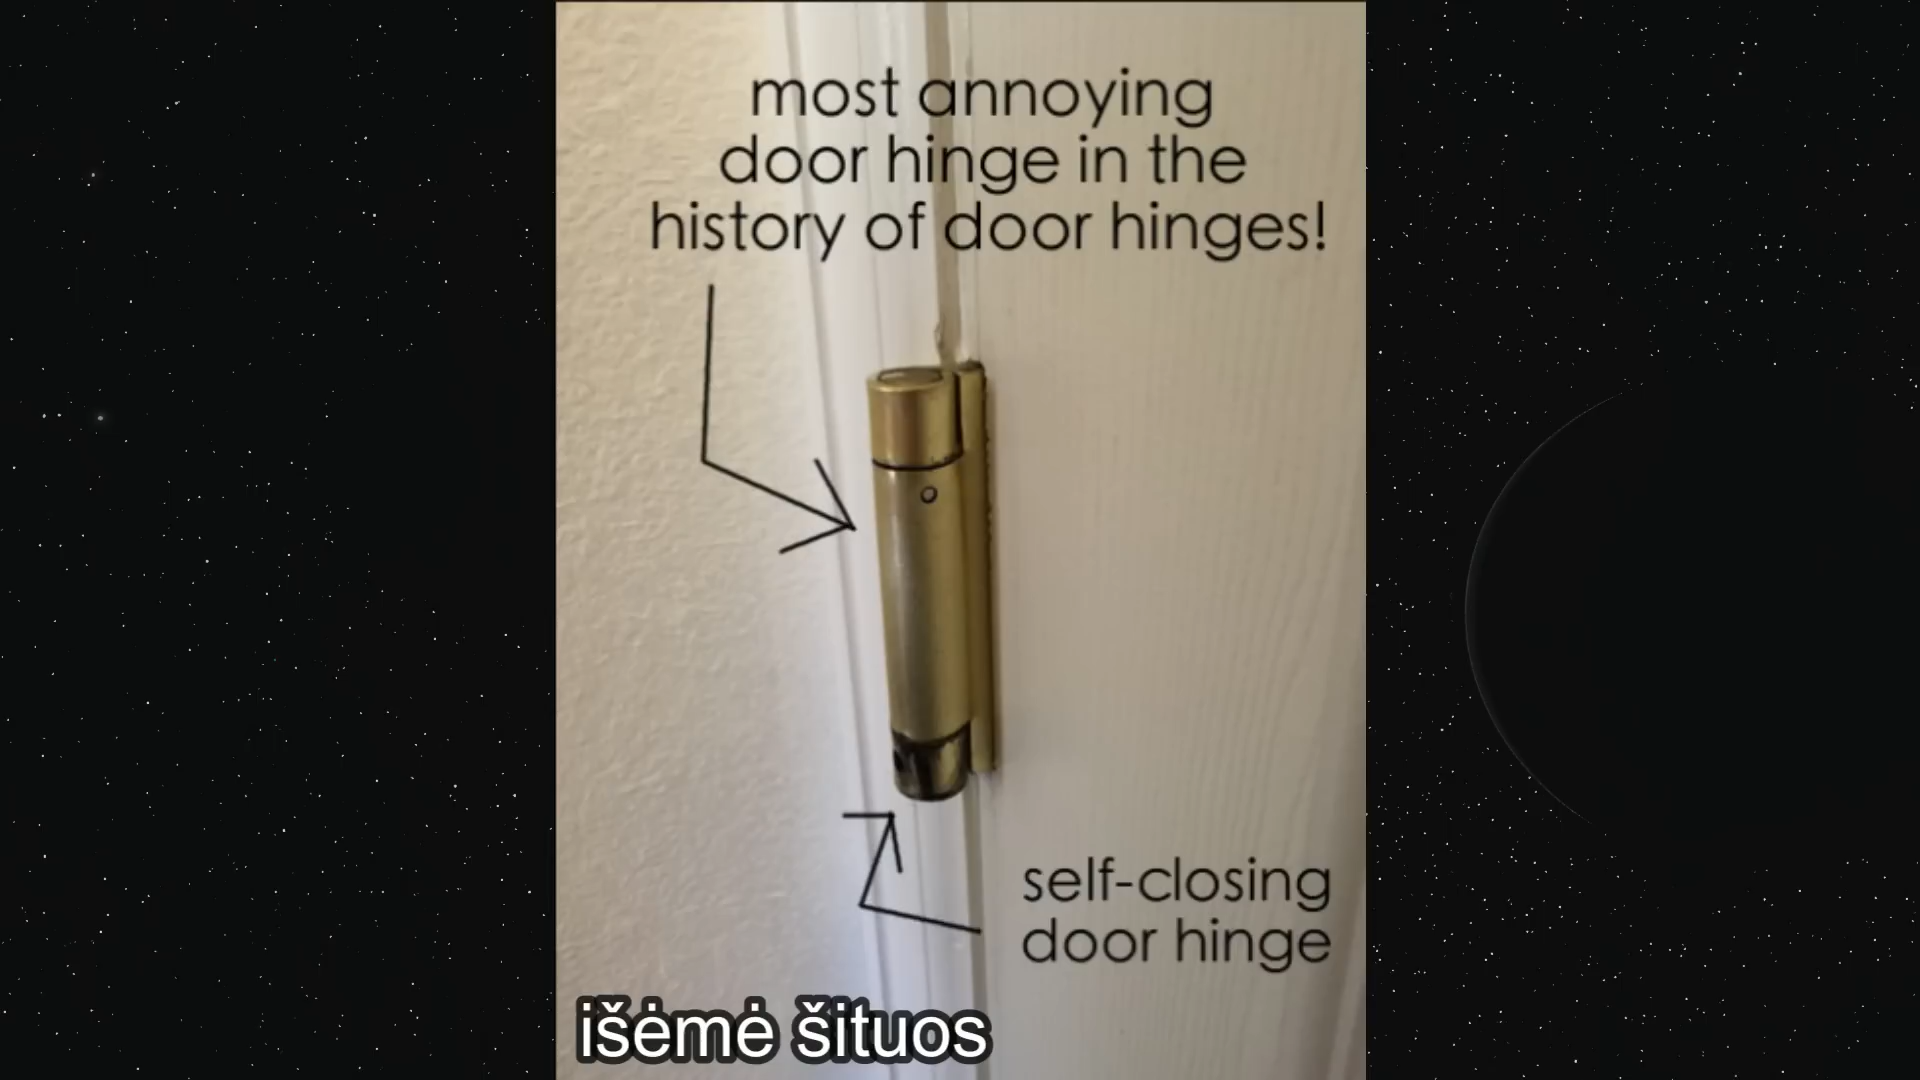 most annoying
door hinge in the
history of door hinges!
self-closing
door hinge
išėmė šituos